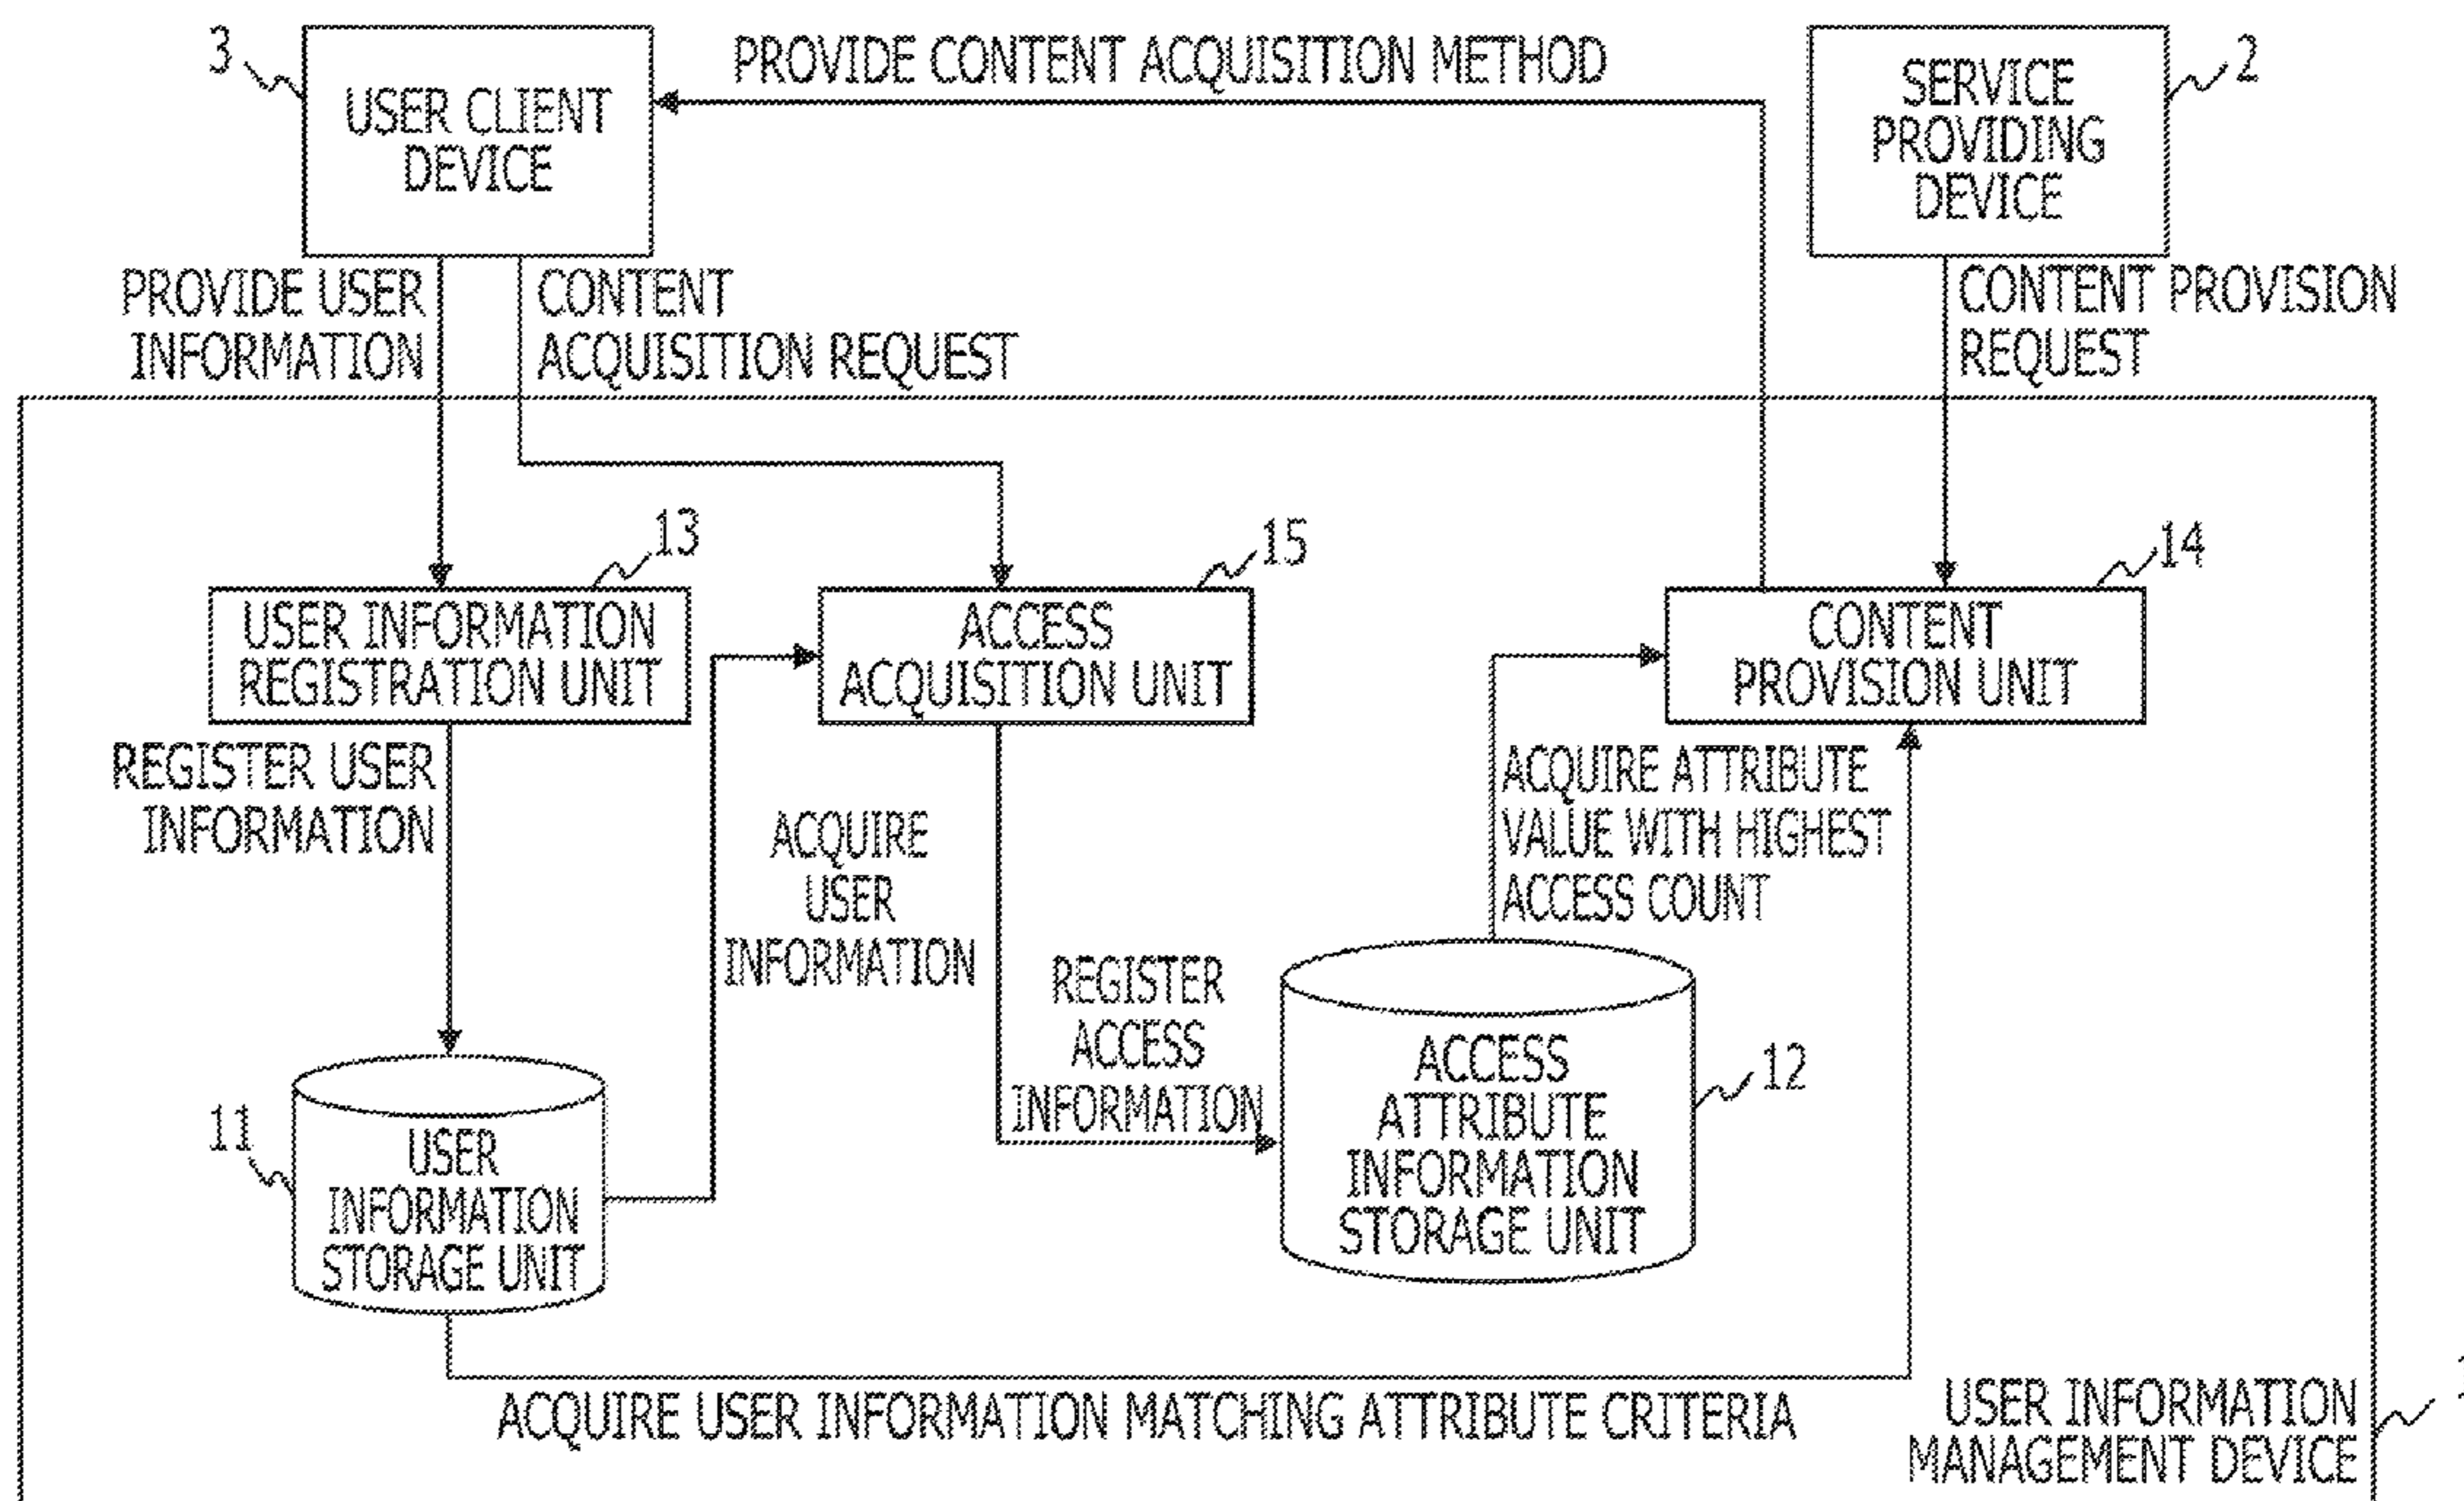 3
USER CLIENT
DEVICE
PROVIDE CONTENT ACQUISITION METHOD
SERVICE
PROVIDING
DEVICE
2
PROVIDE USER
INFORMATION
CONTENT
ACQUISITION REQUEST
CONTENT PROVISION
REQUEST
13
15
14
USER INFORMATION
REGISTRATION UNIT
ACCESS
ACQUISITION UNIT
CONTENT
PROVISION UNIT
REGISTER USER
INFORMATION
ACQUIRE
USER
INFORMATION
ACQUIRE ATTRIBUTE
VALUE WITH HIGHEST
ACCESS COUNT
REGISTER
ACCESS
INFORMATION
11
USER
INFORMATION
STORAGE UNIT
ACCESS
ATTRIBUTE
INFORMATION
STORAGE UNIT
12
ACQUIRE USER INFORMATION MATCHING ATTRIBUTE CRITERIA
USER INFORMATION
MANAGEMENT DEVICE